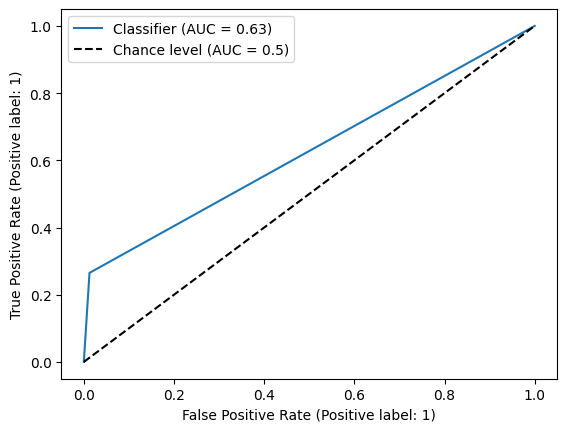 Classifier (AUC = 0.63)
Chance level (AUC = 0.5)
True Positive Rate (Positive label: 1)
1.0
0.8
0.6
0.4
0.2
0.0
0.0 0.2 0.4 0.6 0.8 1.0
False Positive Rate (Positive label: 1)